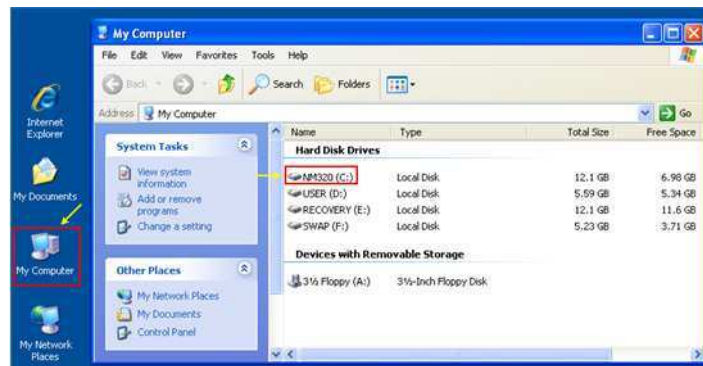 My Computer
File Edit View Favorites Tools Help
Back Search Folders
Address My Computer Go
Internet
Explorer
My Documents
My Computer
My Network
Places
System Tasks
View system
information
Add or remove
programs
Change a setting
Other Places
My Network Places
My Documents
Control Panel
Name Type Total Size Free Space
Hard Disk Drives
NM320 (C:) Local Disk 12.1 GB 6.98 GB
USER (D:) Local Disk 5.59 GB 5.34 GB
RECOVERY (E:) Local Disk 12.1 GB 11.6 GB
SWAP (F:) Local Disk 5.23 GB 3.71 GB
Devices with Removable Storage
3½ Floppy (A:) 3½-Inch Floppy Disk